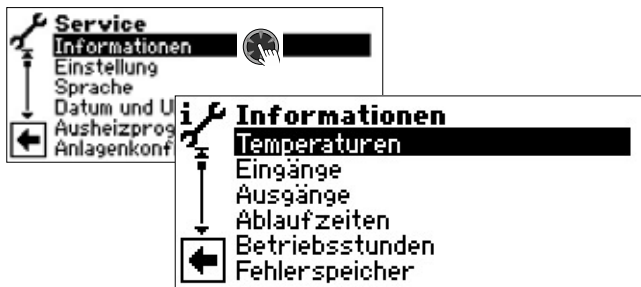 Service
Informationen
Einstellung
Sprache
Datum und U
Ausheizprog
Anlagenkonf
Informationen
Temperaturen
Eingänge
Ausgänge
Ablaufzeiten
Betriebsstunden
Fehlerspeicher